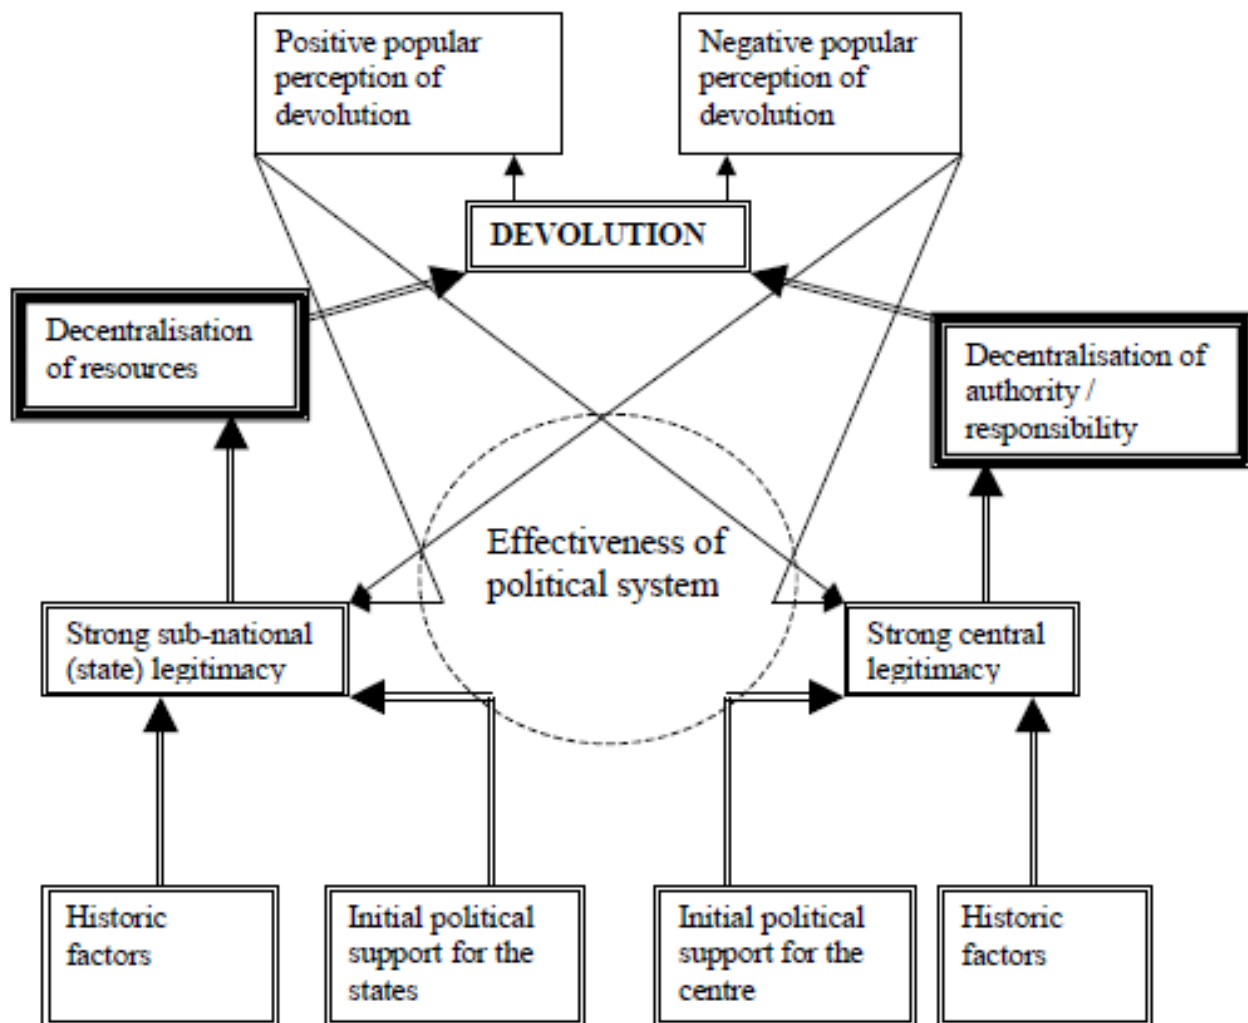 Positive popular
perception of
devolution
Negative popular
perception of
devolution
DEVOLUTION
Decentralisation
of resources
Decentralisation of
authority /
responsibility
Effectiveness of
political system
Strong sub-national
(state) legitimacy
Strong central
legitimacy
Historic
factors
Initial political
support for the
states
Initial political
support for the
centre
Historic
factors